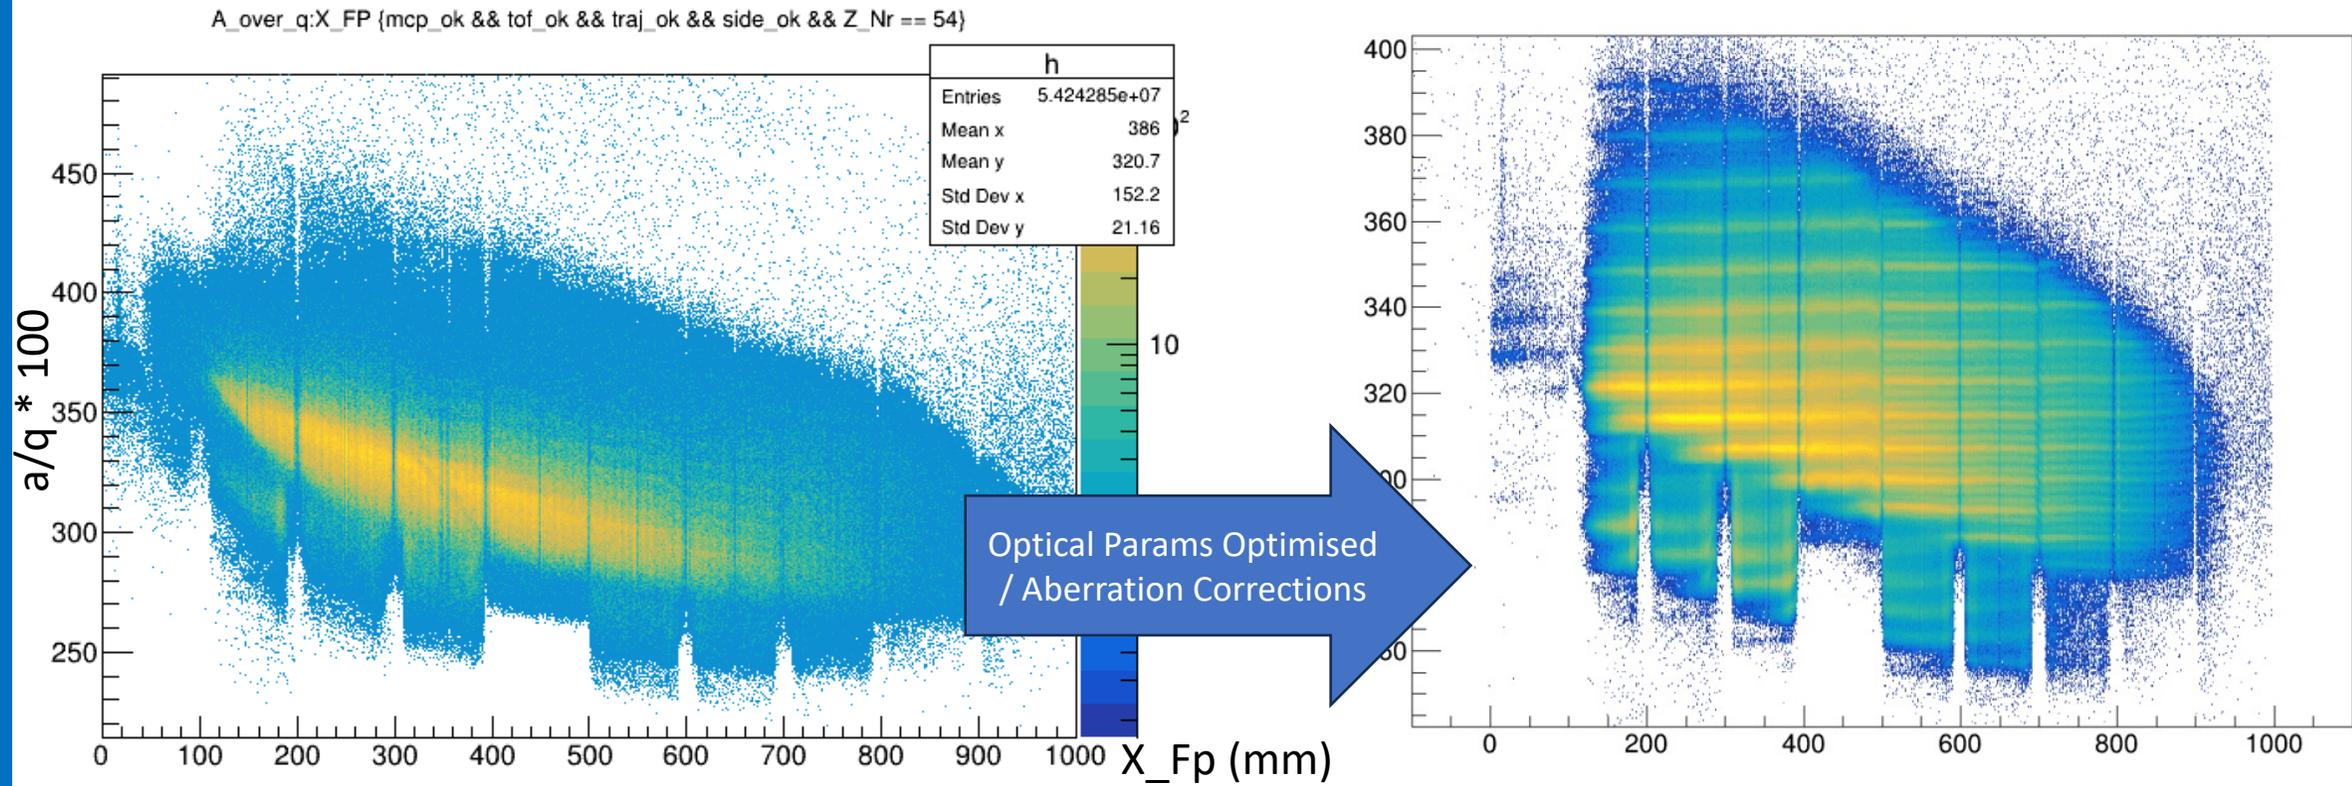 A_over_q:X_FP {mcp_ok && tof_ok && traj_ok && side_ok && Z_Nr == 54}
h
Entries 5.424285e+07
Mean x 386
Mean y 320.7
Std Dev x 152.2
Std Dev y 21.16
a/q * 100
450
400
350
300
250
0 100 200 300 400 500 600 700 800 900 1000
X_Fp (mm)
2
10
Optical Params Optimised
/ Aberration Corrections
400
380
360
340
320
0 200 400 600 800 1000